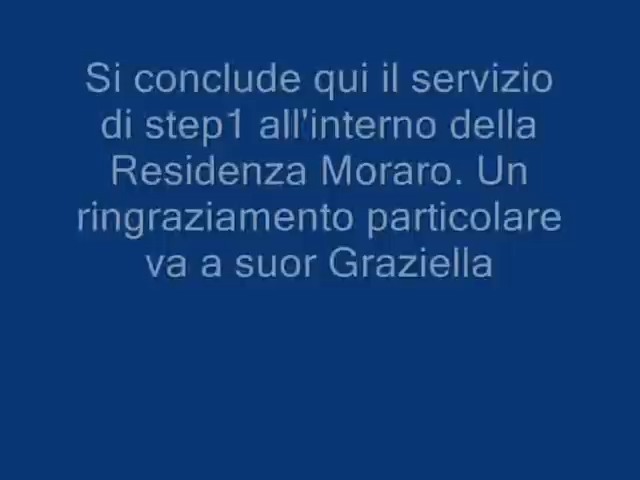 Si conclude qui il servizio
di step1 all'interno della
Residenza Moraro. Un
ringraziamento particolare
va a suor Graziella